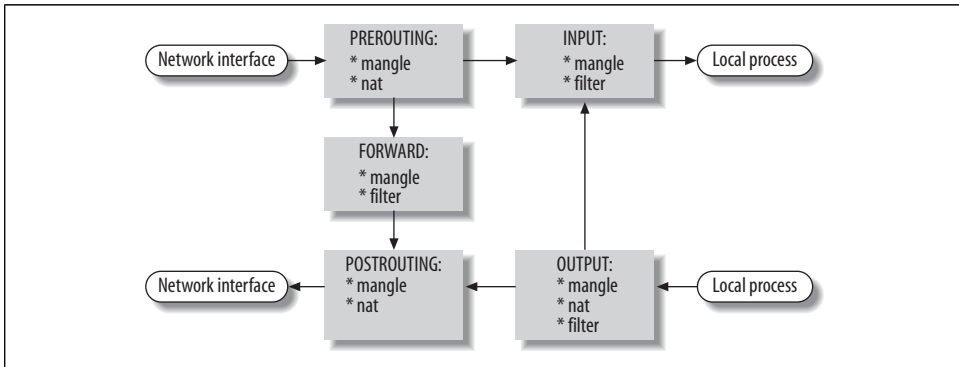 Network interface
PREROUTING:
* mangle
* nat
INPUT:
* mangle
* filter
Local process
FORWARD:
* mangle
* filter
Network interface
POSTROUTING:
* mangle
* nat
OUTPUT:
* mangle
* nat
* filter
Local process